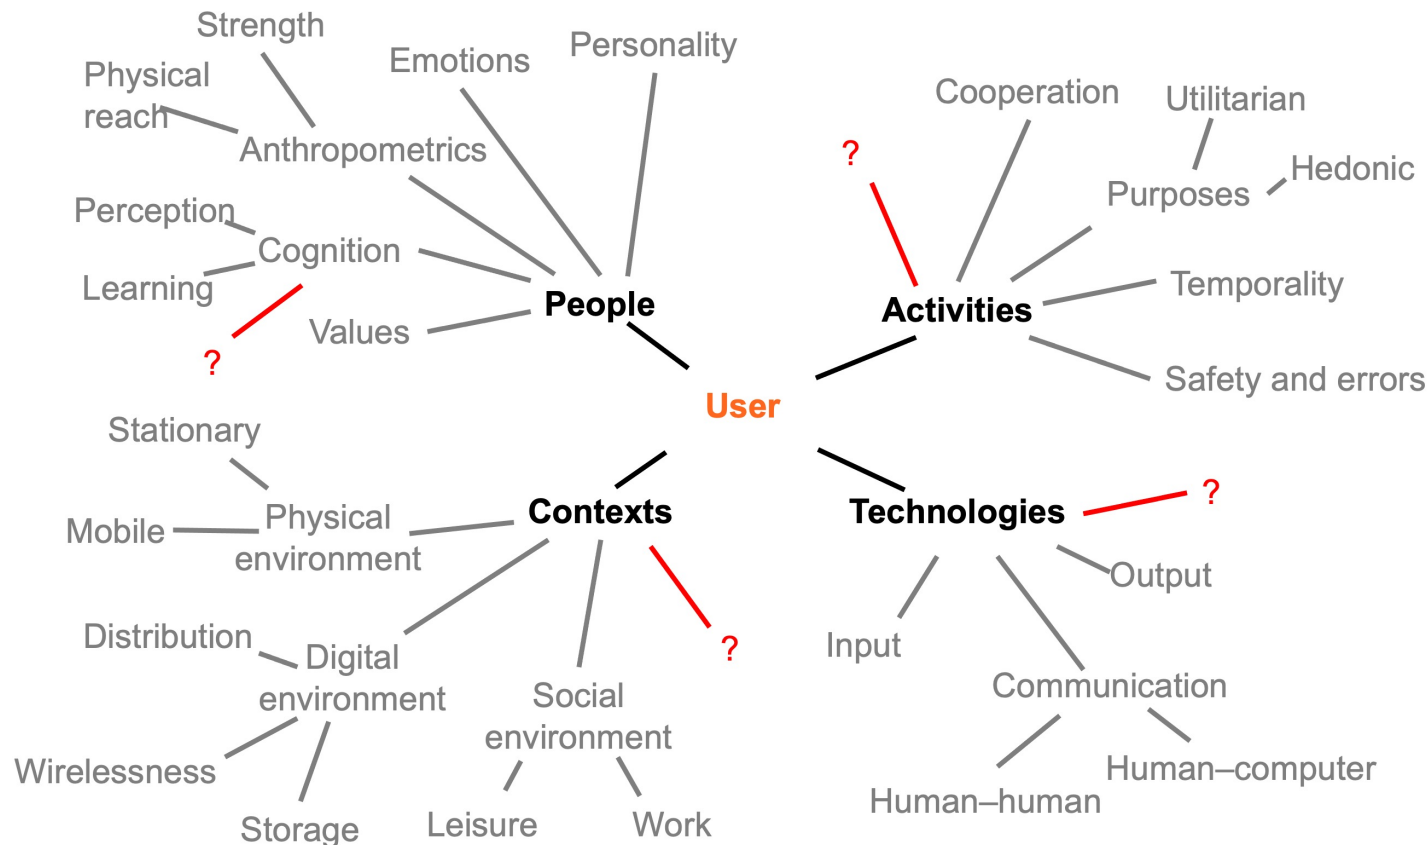 Strength
Emotions
Personality
Physical
reach
Anthropometrics
Perception
Cognition
Learning
?
Values
People
?
Cooperation
Utilitarian
Hedonic
Purposes
Activities
Temporality
Safety and errors
User
Stationary
Mobile
Physical
environment
Contexts
Distribution
Digital
environment
Wirelessness
Storage
Social
environment
Leisure
Work
?
Technologies
?
Output
Input
Communication
Human–computer
Human–human